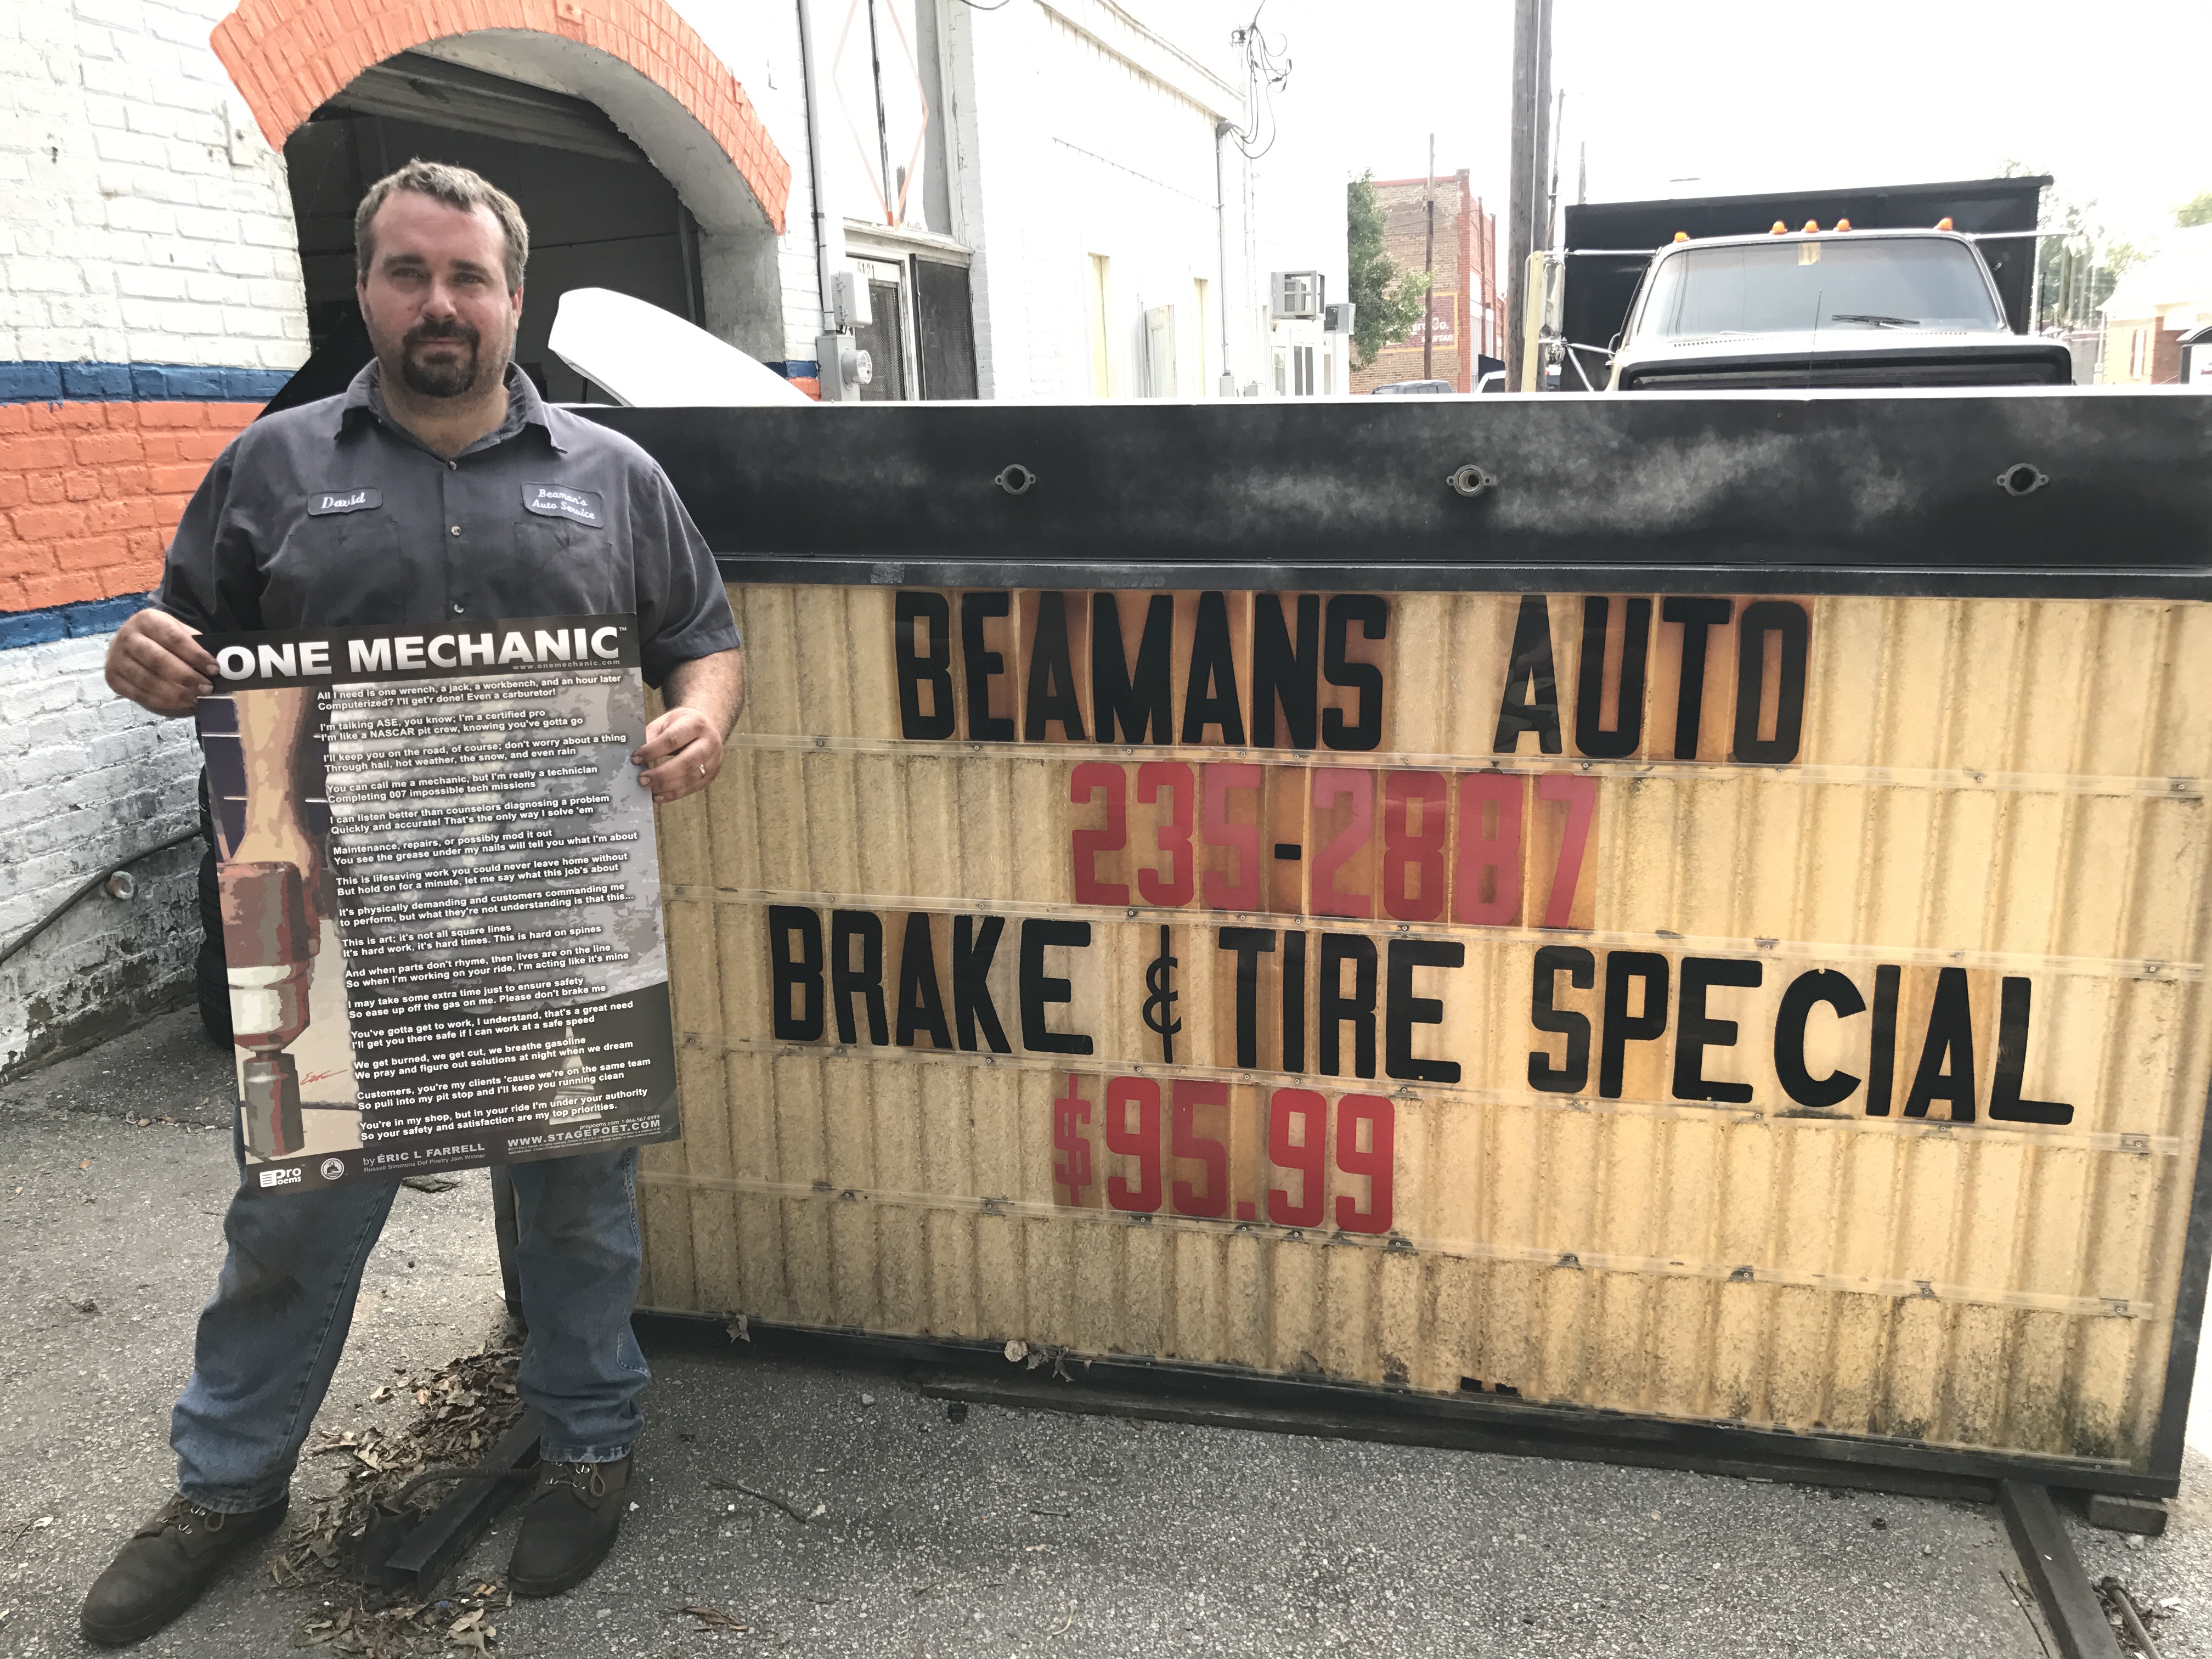 David
Beaman's
Auto Service
ONE MECHANIC™
www.onemechanic.com
All I need is one wrench, a jack, a workbench, and an hour later
Computerized? I'll get'r done! Even a carburetor!
I'm talking ASE, you know; I'm a certified pro
I'm like a NASCAR pit crew, knowing you've gotta go
I'll keep you on the road, of course; don't worry about a thing
Through hail, hot weather, the snow, and even rain
You can call me a mechanic, but I'm really a technician
Completing 007 impossible tech missions
I can listen better than counselors diagnosing a problem
Quickly and accurate! That's the only way I solve 'em
Maintenance, repairs, or possibly mod it out
You see the grease under my nails will tell you what I'm about
This is lifesaving work you could never leave home without
But hold on for a minute, let me say what this job's about
It's physically demanding and customers commanding me
to perform, but what they're not understanding is that this...
This is art; it's not all square lines
It's hard work, it's hard times. This is hard on spines
And when parts don't rhyme, then lives are on the line
So when I'm working on your ride, I'm acting like it's mine
I may take some extra time just to ensure safety
So ease up off the gas on me. Please don't brake me
You've gotta get to work, I understand, that's a great need
I'll get you there safe if I can work at a safe speed
We get burned, we get cut, we breathe gasoline
We pray and figure out solutions at night when we dream
Customers, you're my clients 'cause we're on the same team
So pull into my pit stop and I'll keep you running clean
You're in my shop, but in your ride I'm under your authority
So your safety and satisfaction are my top priorities.
Pro
Poems
by ERIC L FARRELL
Russell Simmons Def Poetry Jam Winner
propoems.com
WWW.STAGEPOET.COM
BEAMANS AUTO
235-2887
BRAKE & TIRE SPECIAL
$95.99